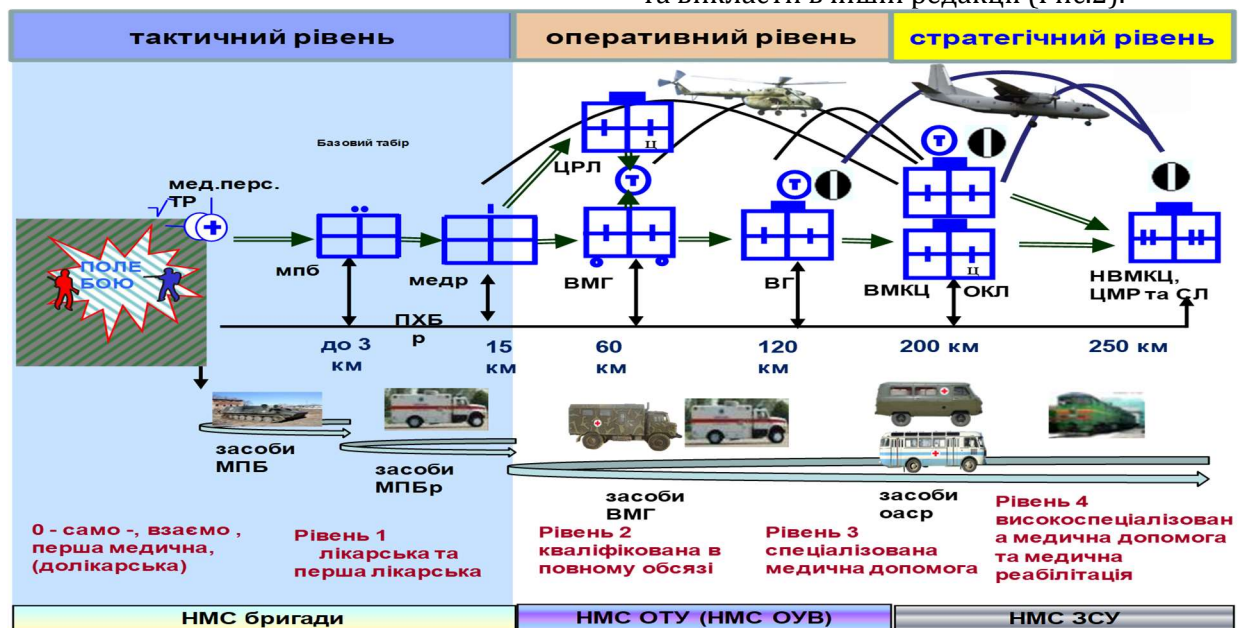 та викласти в іншій редакції (Рис.2).
тактичний рівень
оперативний рівень
стратегічний рівень
Базовий табір
мед.перс.
ТР
ПОЛЕ
БОЮ
мпб
медр
ЦРЛ
Ц
Т
ВМГ
Т
ВГ
Т
Ц
ВМКЦ
ОКЛ
НВМКЦ,
ЦМР та СЛ
ПХБ
р
до 3
км
15
км
60
км
120
км
200 км
250 км
засоби
МПБ
засоби
МПБр
засоби
ВМГ
засоби
оаср
0 - само -, взаємо ,
перша медична,
(долікарська)
Рівень 1
лікарська та
перша лікарська
Рівень 2
кваліфікована в
повному обсязі
Рівень 3
спеціалізована
медична допомога
Рівень 4
високоспеціалізован
а медична допомога
та медична
реабілітація
НМС бригади
НМС ОТУ (НМС ОУВ)
НМС ЗСУ